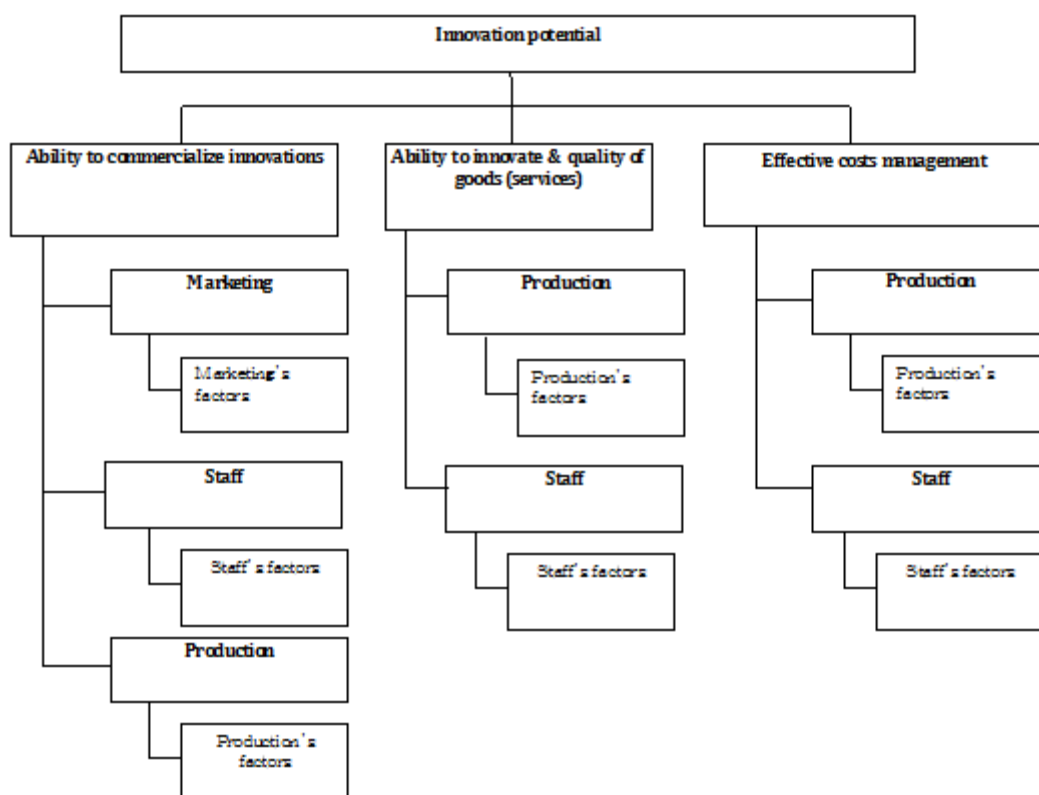 Innovation potential
Ability to commercialize innovations
Ability to innovate & quality of
goods (services)
Effective costs management
Marketing
Marketing's
factors
Staff
Staff's factors
Production
Production's
factors
Production
Production's
factors
Staff
Staff's factors
Production
Production's
factors
Staff
Staff's factors